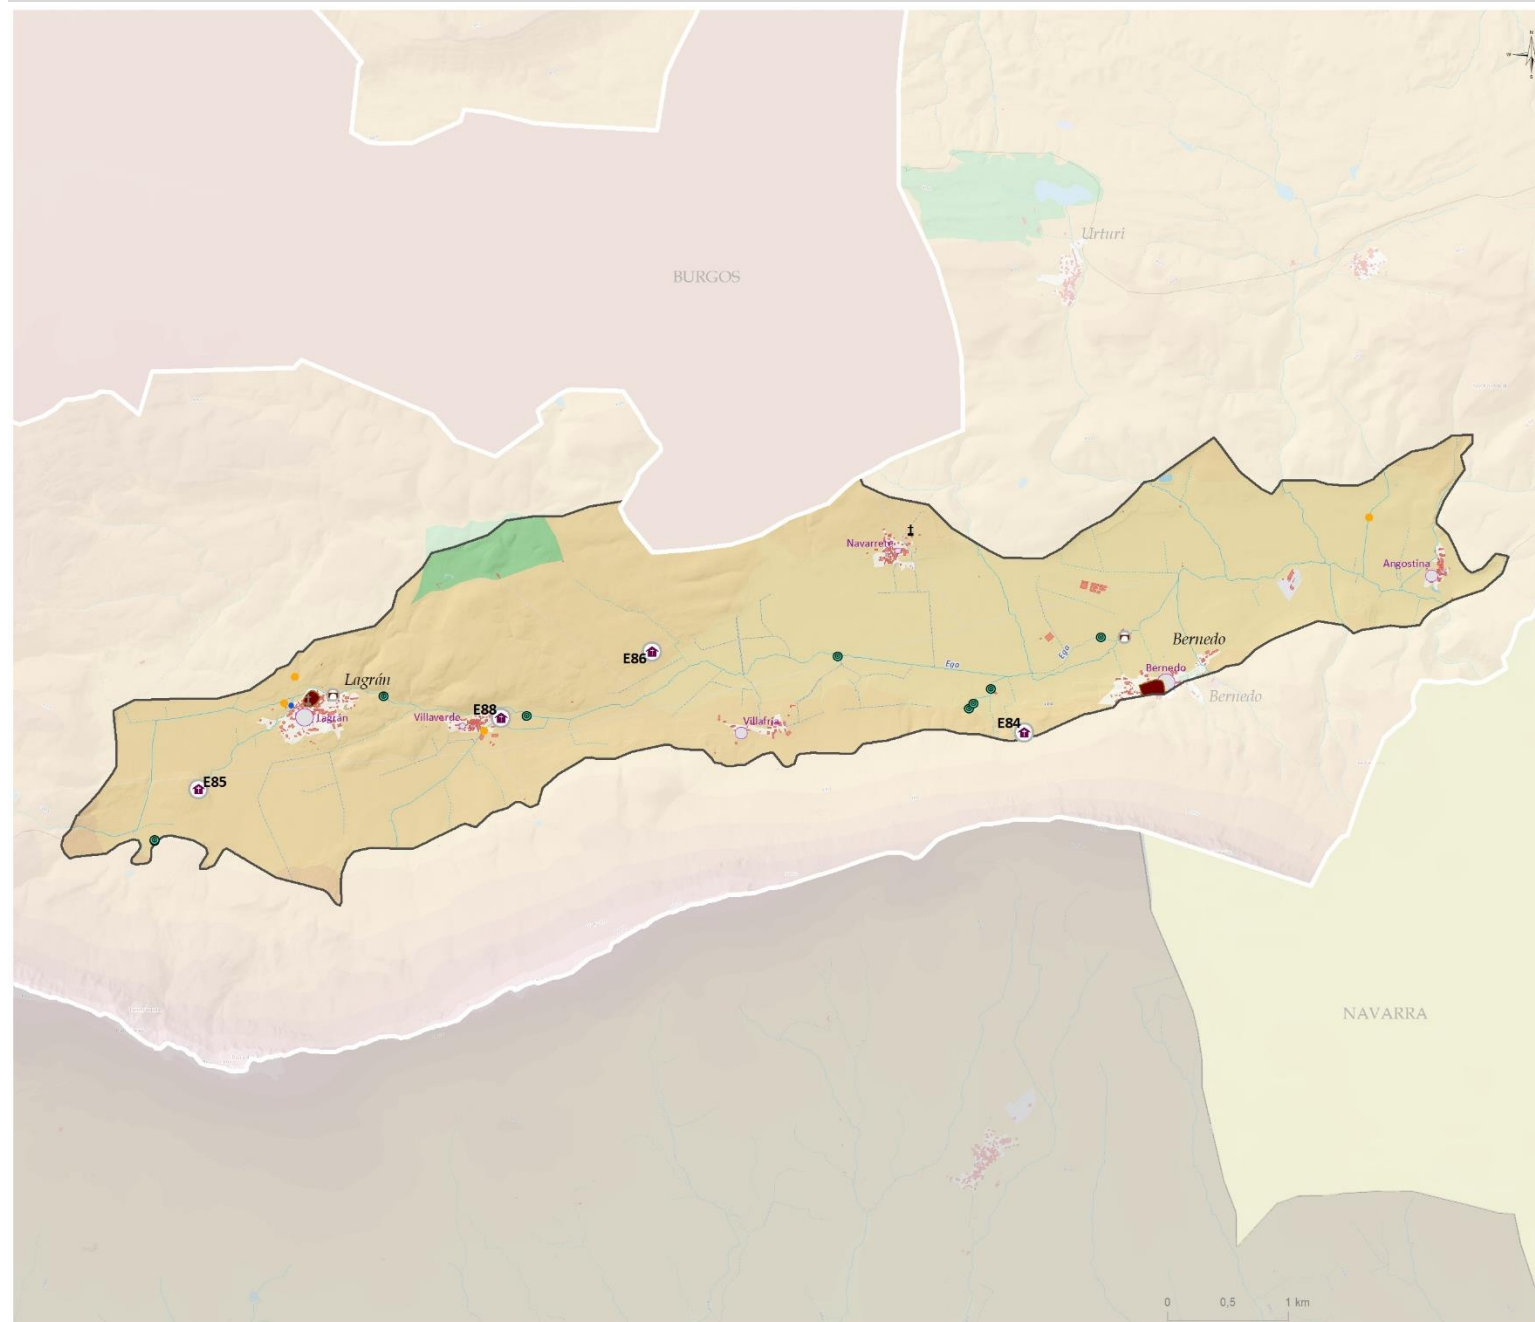 N
W
S
Urturi
BURGOS
Navarrete
Angostina
Bernedo
E86
Ega
Ega
Bernedo
Lagrán
Bernedo
E88
Lagrán
Villaverde
Villafría
E84
E85
NAVARRA
0 0,5 1 km